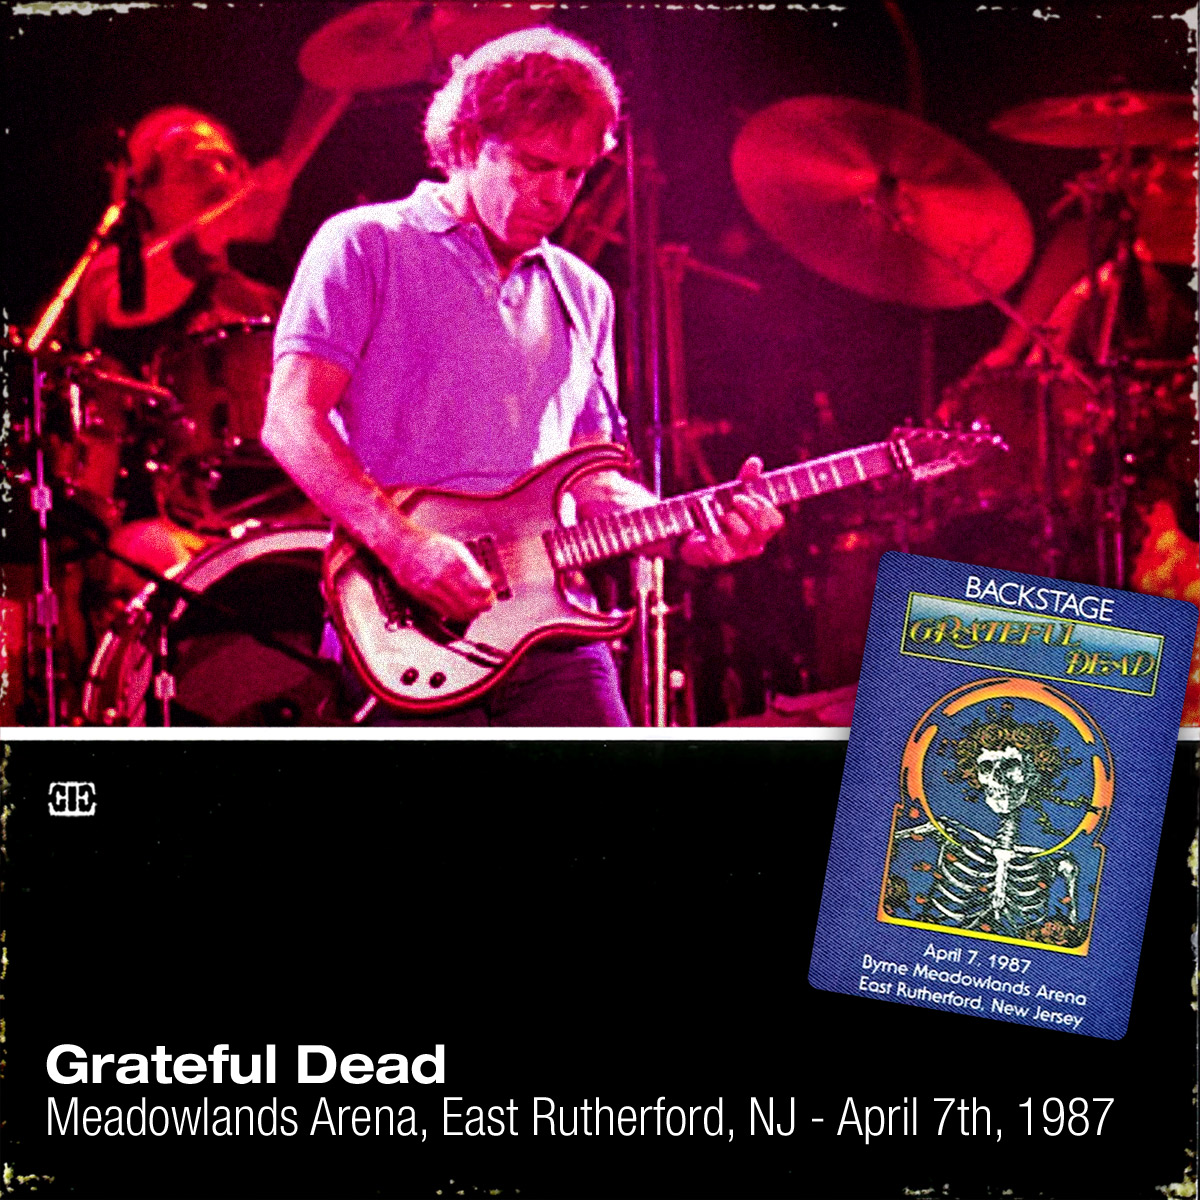 BACKSTAGE
GRATEFUL
DEAD
April 7, 1987
Byrne Meadowlands Arena
East Rutherford, New Jersey
Grateful Dead
Meadowlands Arena, East Rutherford, NJ - April 7th, 1987